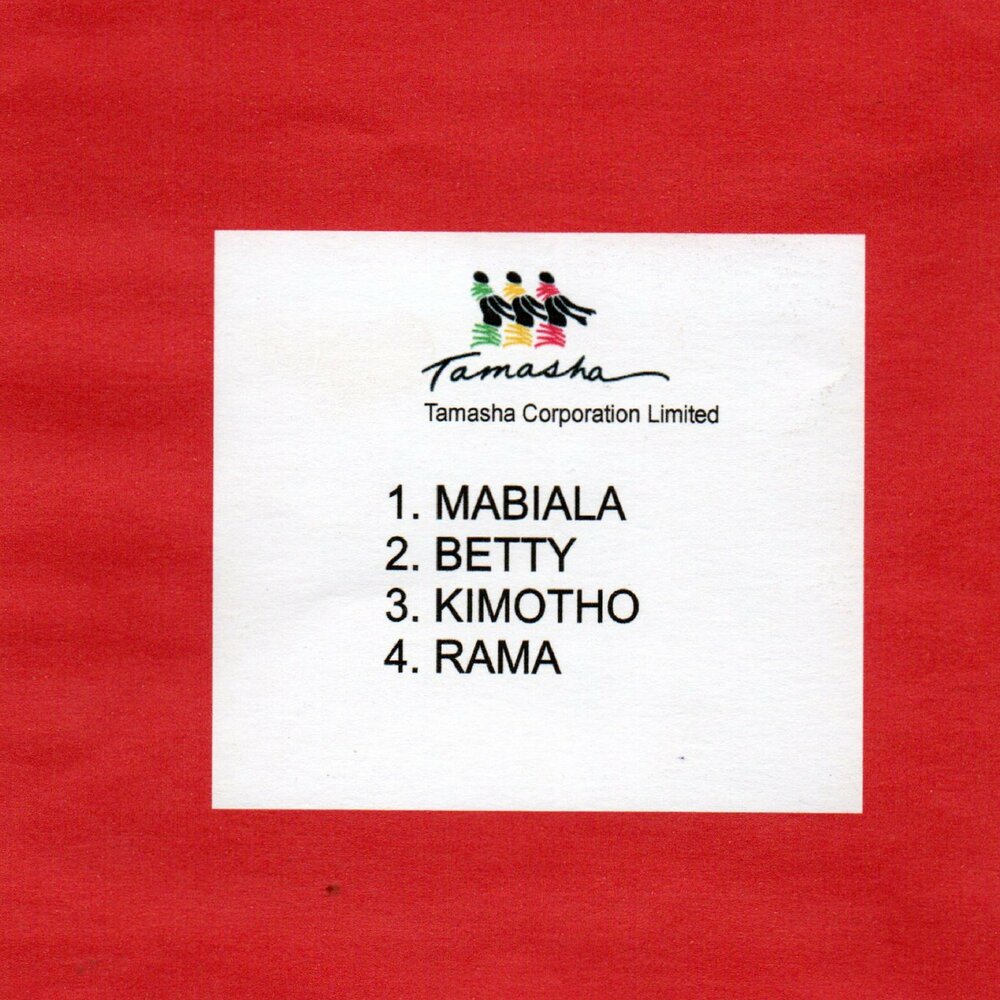 Tamasha
Tamasha Corporation Limited
1. MABIALA
2. BETTY
3. KIMOTHO
4. RAMA